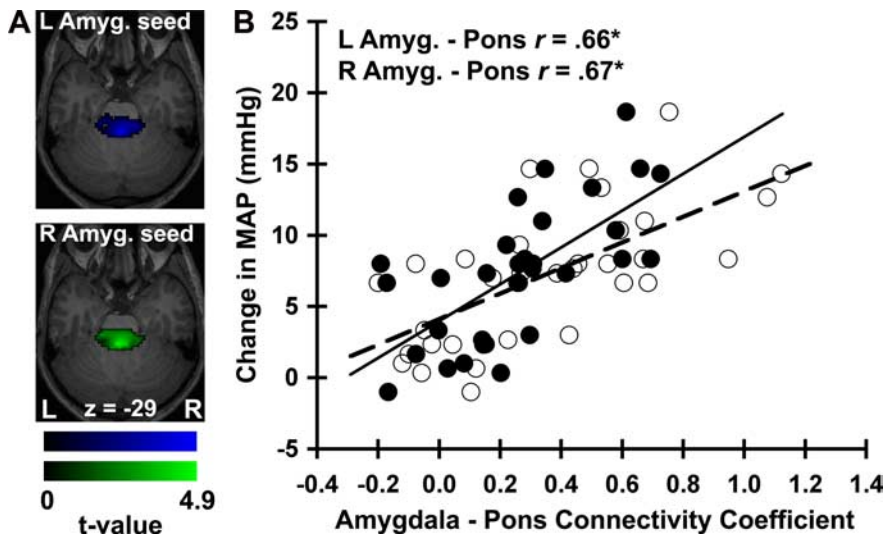 A
L Amyg. seed
R Amyg. seed
L z = -29 R
0 4.9
t-value
B
L Amyg. - Pons r = .66*
R Amyg. - Pons r = .67*
Change in MAP (mmHg)
25
20
15
10
5
0
-5
-0.4 -0.2 0.0 0.2 0.4 0.6 0.8 1.0 1.2 1.4
Amygdala - Pons Connectivity Coefficient